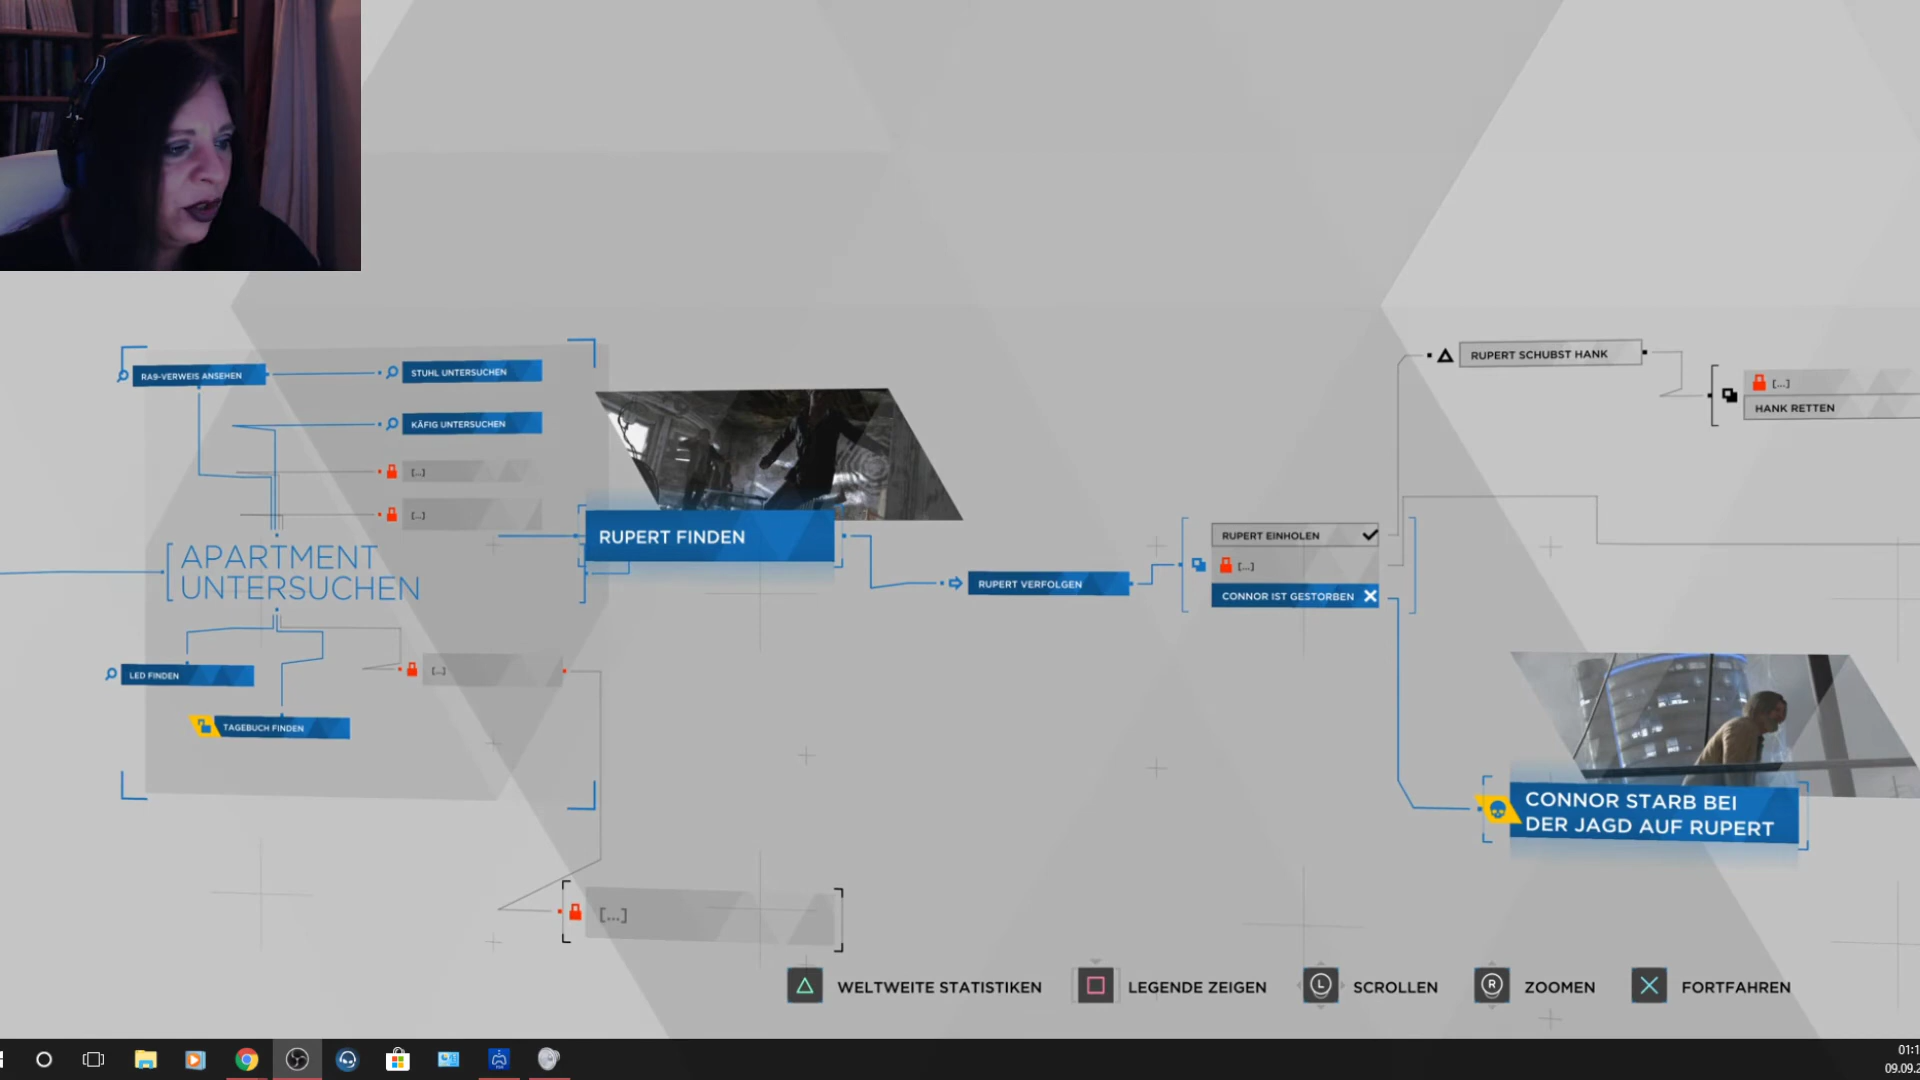 RA9-VERWEIS ANSEHEN
STUHL UNTERSUCHEN
KÄFIG UNTERSUCHEN
[...]
[...]
APARTMENT
UNTERSUCHEN
LED FINDEN
[...]
TAGEBUCH FINDEN
[...]
RUPERT FINDEN
RUPERT VERFOLGEN
RUPERT EINHOLEN
[...]
CONNOR IST GESTORBEN
RUPERT SCHUBST HANK
[...]
HANK RETTEN
CONNOR STARB BEI
DER JAGD AUF RUPERT
WELTWEITE STATISTIKEN
LEGENDE ZEIGEN
L
SCROLLEN
R
ZOOMEN
FORTFAHREN
01:1
09.09.2